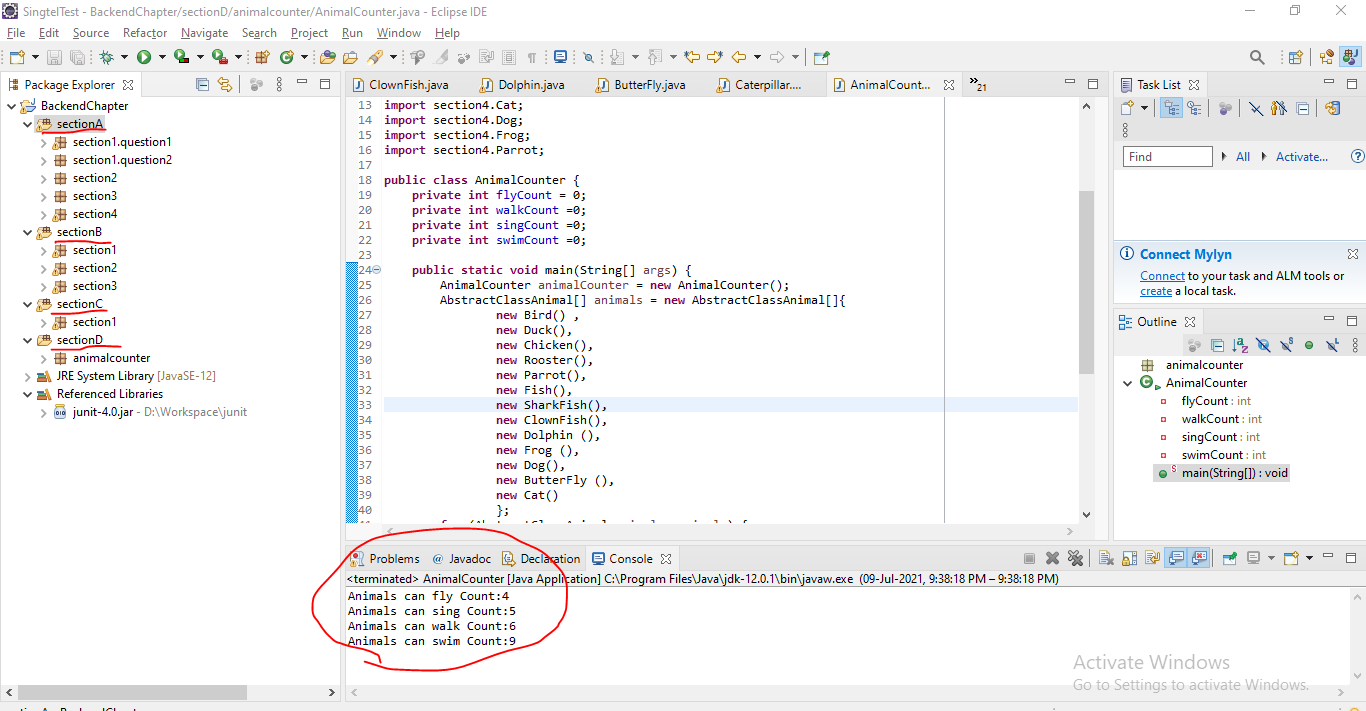 SingtelTest - BackendChapter/sectionD/animalcounter/AnimalCounter.java - Eclipse IDE
File Edit Source Refactor Navigate Search Project Run Window Help
Package Explorer
BackendChapter
sectionA
section1.question1
section1.question2
section2
section3
section4
sectionB
section1
section2
section3
sectionC
section1
sectionD
animalcounter
JRE System Library [JavaSE-12]
Referenced Libraries
junit-4.0.jar - D:\Workspace\junit
ClownFish.java Dolphin.java ButterFly.java Caterpillar.... AnimalCount... »21
13 import section4.Cat;
14 import section4.Dog;
15 import section4.Frog;
16 import section4.Parrot;
17
18 public class AnimalCounter {
19 private int flyCount = 0;
20 private int walkCount =0;
21 private int singCount =0;
22 private int swimCount =0;
23
24 public static void main(String[] args) {
25 AnimalCounter animalCounter = new AnimalCounter();
26 AbstractClassAnimal[] animals = new AbstractClassAnimal[]{
27 new Bird() ,
28 new Duck(),
29 new Chicken(),
30 new Rooster(),
31 new Parrot(),
32 new Fish(),
33 new SharkFish(),
34 new ClownFish(),
35 new Dolphin (),
36 new Frog (),
37 new Dog(),
38 new ButterFly (),
39 new Cat()
40 };
Problems @ Javadoc Declaration Console
<terminated> AnimalCounter [Java Application] C:\Program Files\Java\jdk-12.0.1\bin\javaw.exe (09-Jul-2021, 9:38:18 PM – 9:38:18 PM)
Animals can fly Count:4
Animals can sing Count:5
Animals can walk Count:6
Animals can swim Count:9
Task List
Find All Activate...
Connect Mylyn
Connect to your task and ALM tools or
create a local task.
Outline
animalcounter
AnimalCounter
flyCount : int
walkCount : int
singCount : int
swimCount : int
main(String[]) : void
Activate Windows
Go to Settings to activate Windows.